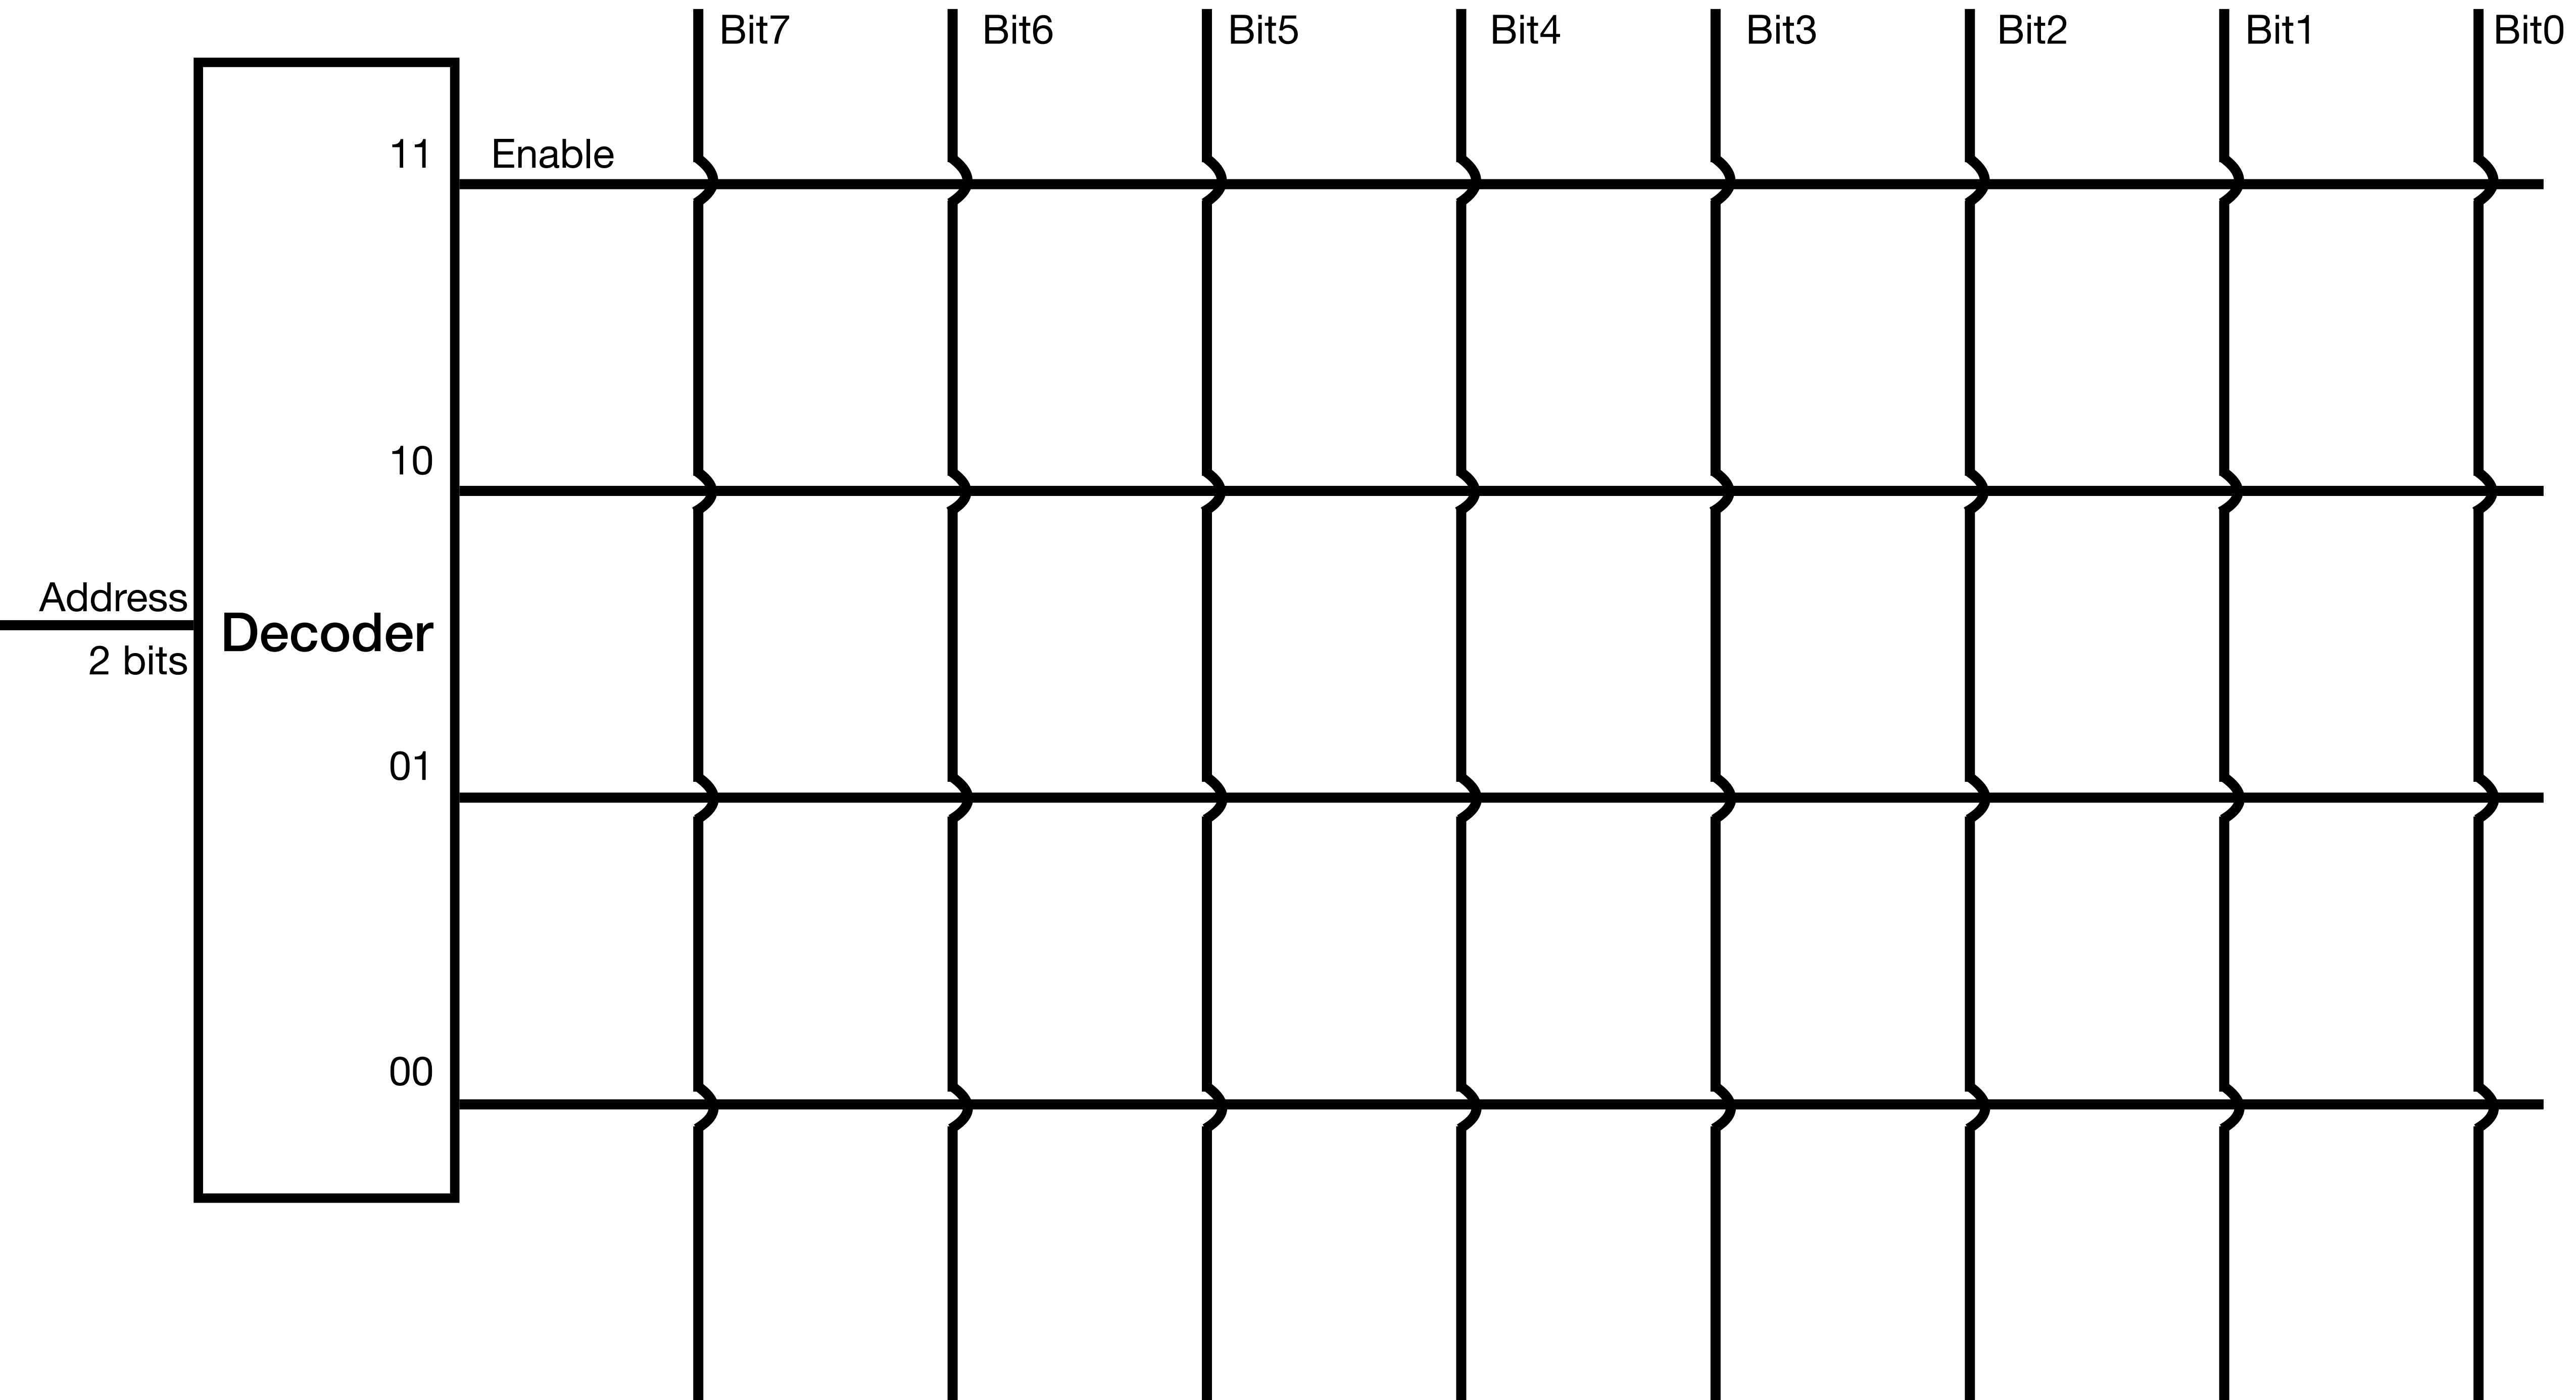 Bit7 Bit6 Bit5 Bit4 Bit3 Bit2 Bit1 Bit0
11 Enable
10
Address
Decoder
2 bits
01
00